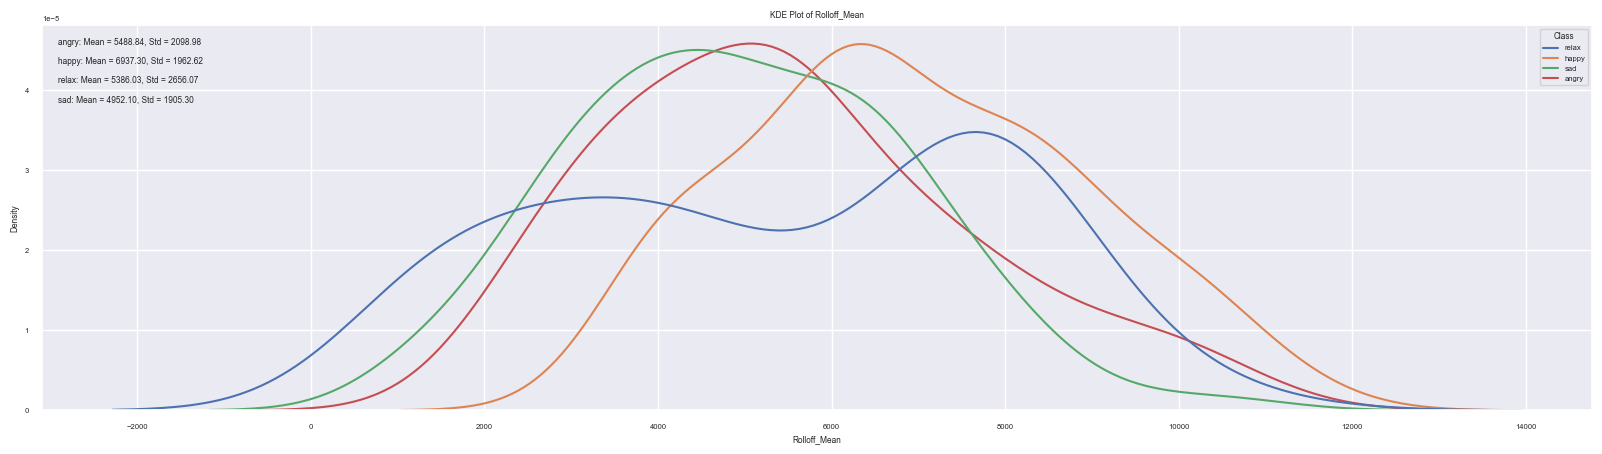 KDE Plot of Rolloff_Mean
1e−5
angry: Mean = 5488.84, Std = 2098.98
happy: Mean = 6937.30, Std = 1962.62
relax: Mean = 5386.03, Std = 2656.07
sad: Mean = 4952.10, Std = 1905.30
Class
relax
happy
sad
angry
Density
4
3
2
1
0
−2000 0 2000 4000 6000 8000 10000 12000 14000
Rolloff_Mean